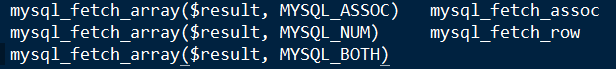 mysql_fetch_array($result, MYSQL_ASSOC)   mysql_fetch_assoc
mysql_fetch_array($result, MYSQL_NUM)     mysql_fetch_row
mysql_fetch_array($result, MYSQL_BOTH)